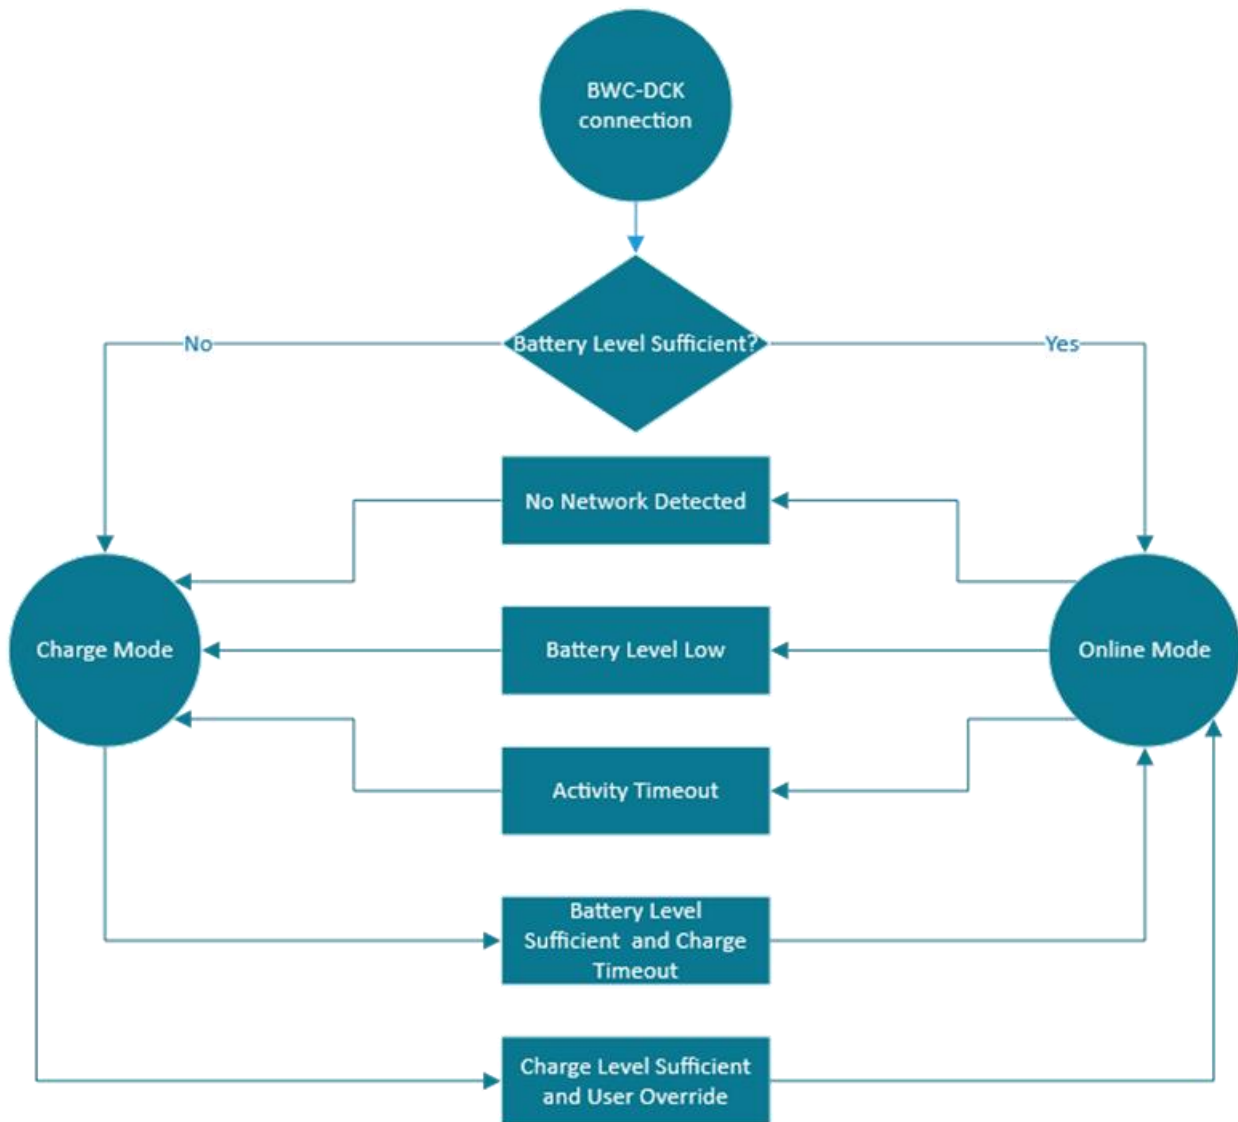 BWC-DCK
connection
No
Battery Level Sufficient?
Yes
No Network Detected
Charge Mode
Battery Level Low
Online Mode
Activity Timeout
Battery Level
Sufficient and Charge
Timeout
Charge Level Sufficient
and User Override